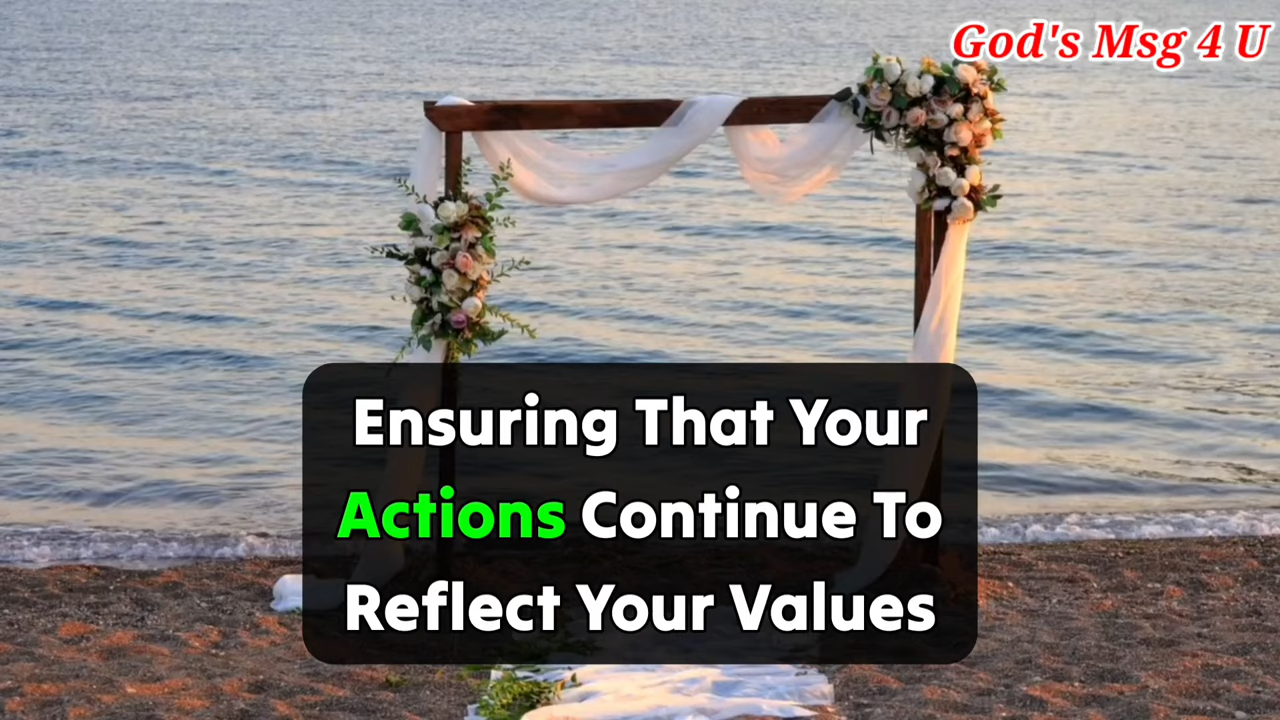 God's Msg 4 U
Ensuring That Your
Actions Continue To
Reflect Your Values